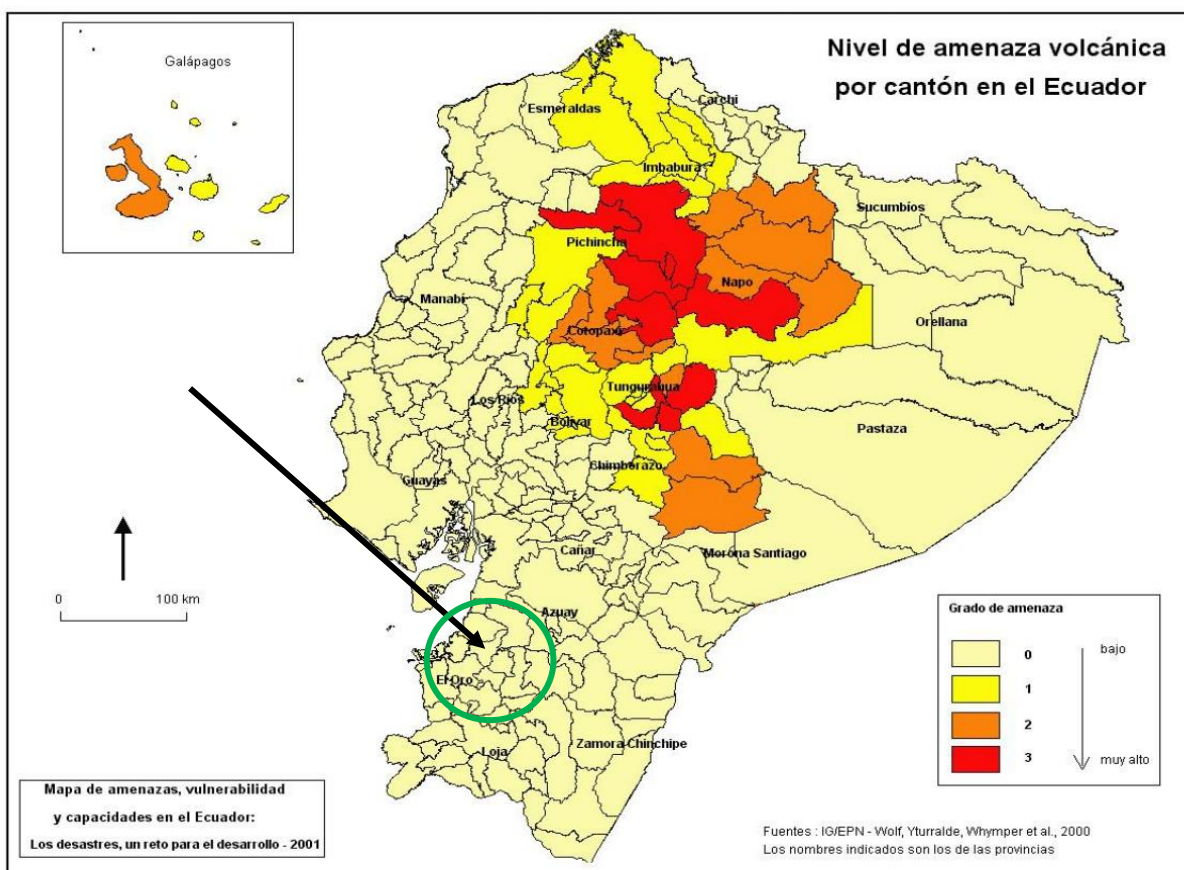 Nivel de amenaza volcánica
por cantón en el Ecuador
Galápagos
Esmeraldas
Carchi
Imbabura
Sucumbíos
Pichincha
Napo
Manabí
Orellana
Cotopaxi
Tungurahua
Los Ríos
Bolívar
Pastaza
Chimborazo
Guayas
Cañar
Morona Santiago
0 100 km
Azuay
El Oro
Loja
Zamora Chinchipe
Grado de amenaza
0 bajo
1
2
3 muy alto
Mapa de amenazas, vulnerabilidad
y capacidades en el Ecuador:
Los desastres, un reto para el desarrollo - 2001
Fuentes : IG/EPN - Wolf, Yturralde, Whymper et al., 2000
Los nombres indicados son los de las provincias